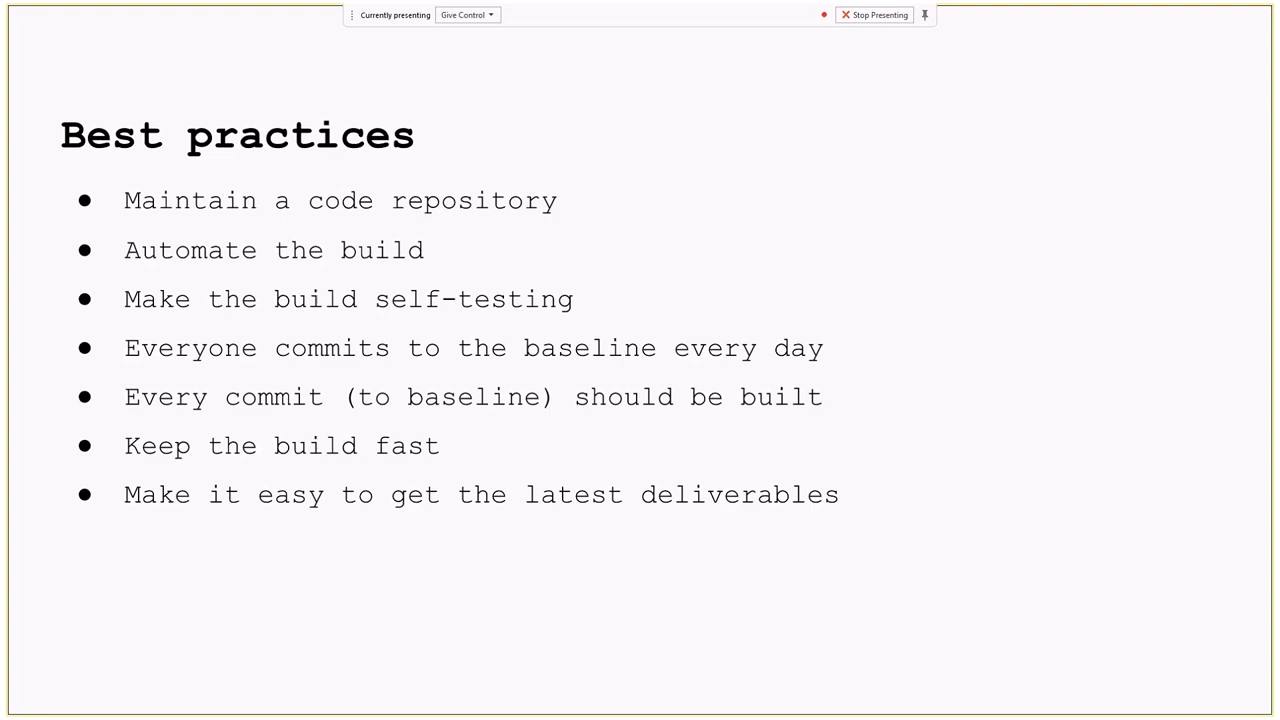 Currently presenting Give Control Stop Presenting
Best practices
● Maintain a code repository
● Automate the build
● Make the build self-testing
● Everyone commits to the baseline every day
● Every commit (to baseline) should be built
● Keep the build fast
● Make it easy to get the latest deliverables